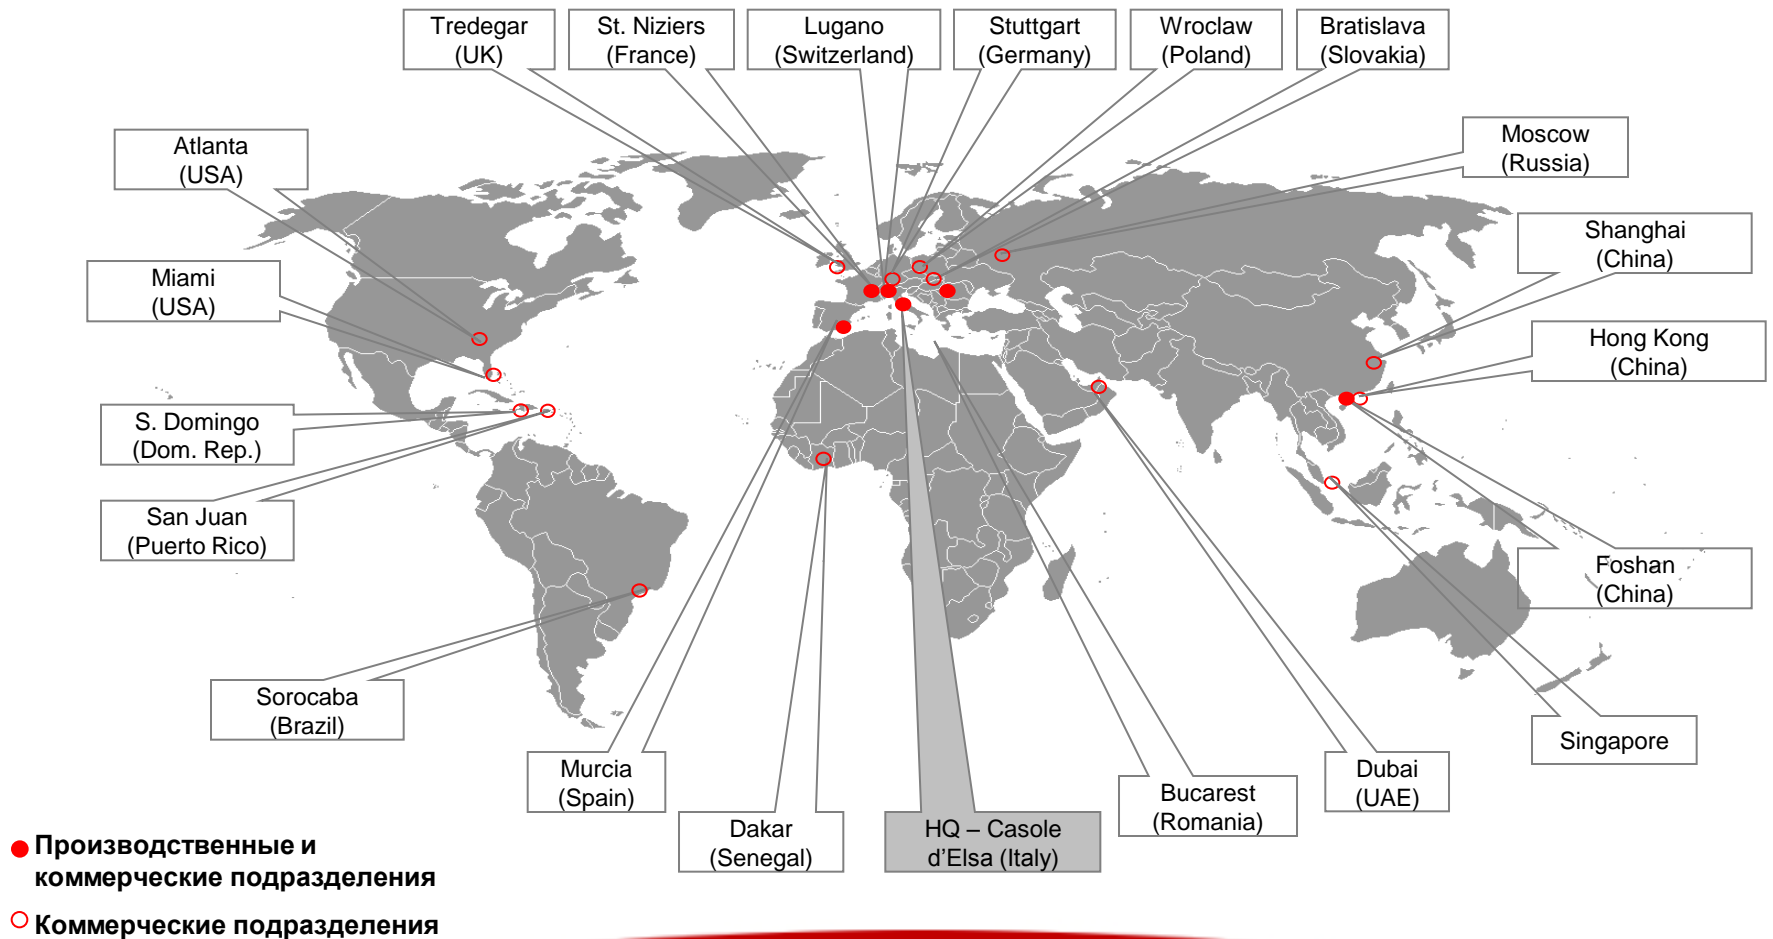 Tredegar
(UK)
St. Niziers
(France)
Lugano
(Switzerland)
Stuttgart
(Germany)
Wroclaw
(Poland)
Bratislava
(Slovakia)
Moscow
(Russia)
Atlanta
(USA)
Shanghai
(China)
Miami
(USA)
Hong Kong
(China)
S. Domingo
(Dom. Rep.)
San Juan
(Puerto Rico)
Foshan
(China)
Sorocaba
(Brazil)
Singapore
Murcia
(Spain)
Dubai
(UAE)
Bucarest
(Romania)
Dakar
(Senegal)
HQ – Casole
d’Elsa (Italy)
Производственные и
коммерческие подразделения
Коммерческие подразделения